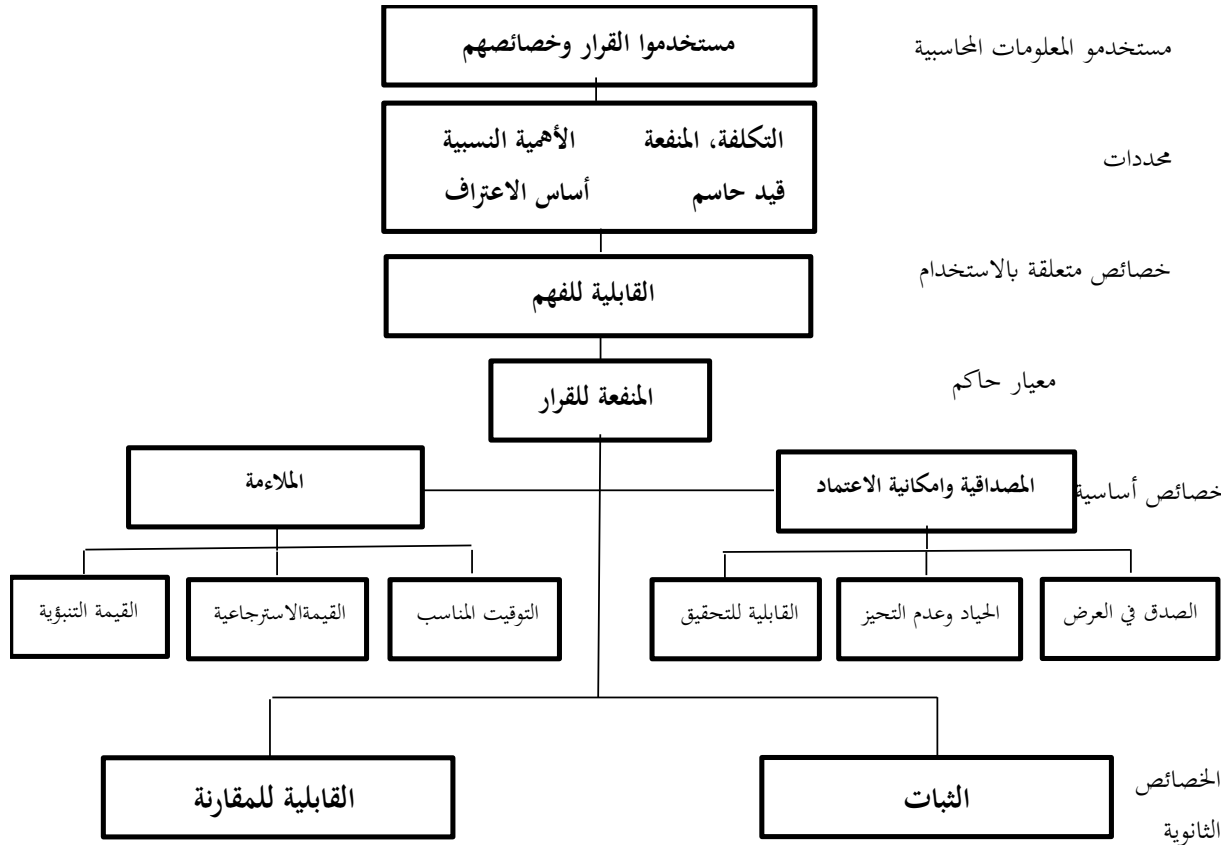 مستخدموا القرار وخصائصهم
مستخدمو المعلومات المحاسبية
التكلفة، المنفعة الأهمية النسبية
قيد حاسم أساس الاعتراف
محددات
خصائص متعلقة بالاستخدام
القابلية للفهم
معيار حاكم
المنفعة للقرار
خصائص أساسية
المصداقية وامكانية الاعتماد
الملاءمة
الصدق في العرض
الحياد وعدم التحيز
القابلية للتحقيق
التوقيت المناسب
القيمةالاسترجاعية
القيمة التنبؤية
الخصائص
الثانوية
الثبات
القابلية للمقارنة